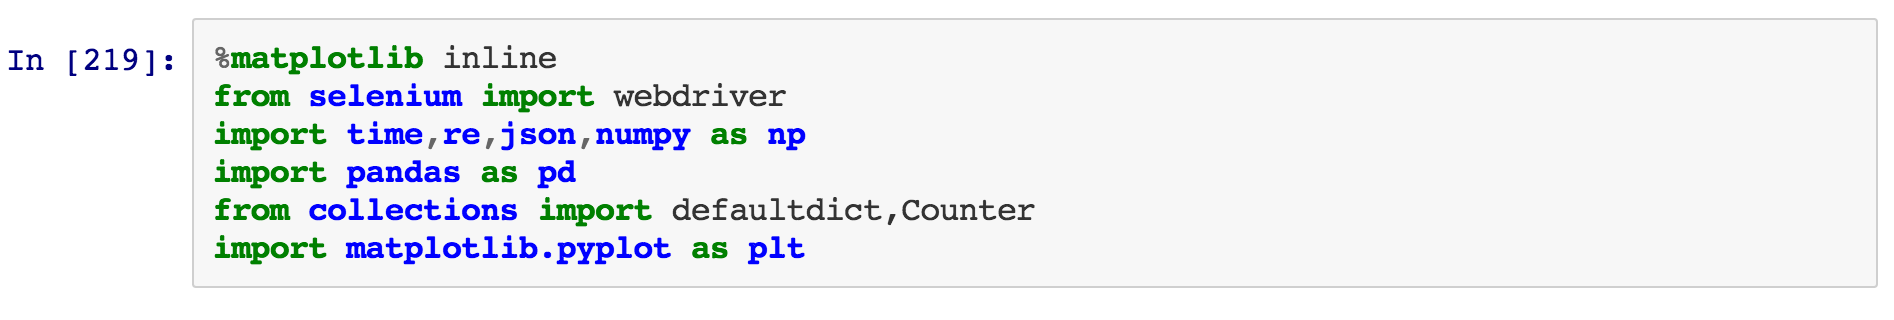 In [219]: %matplotlib inline
from selenium import webdriver
import time,re,json,numpy as np
import pandas as pd
from collections import defaultdict,Counter
import matplotlib.pyplot as plt